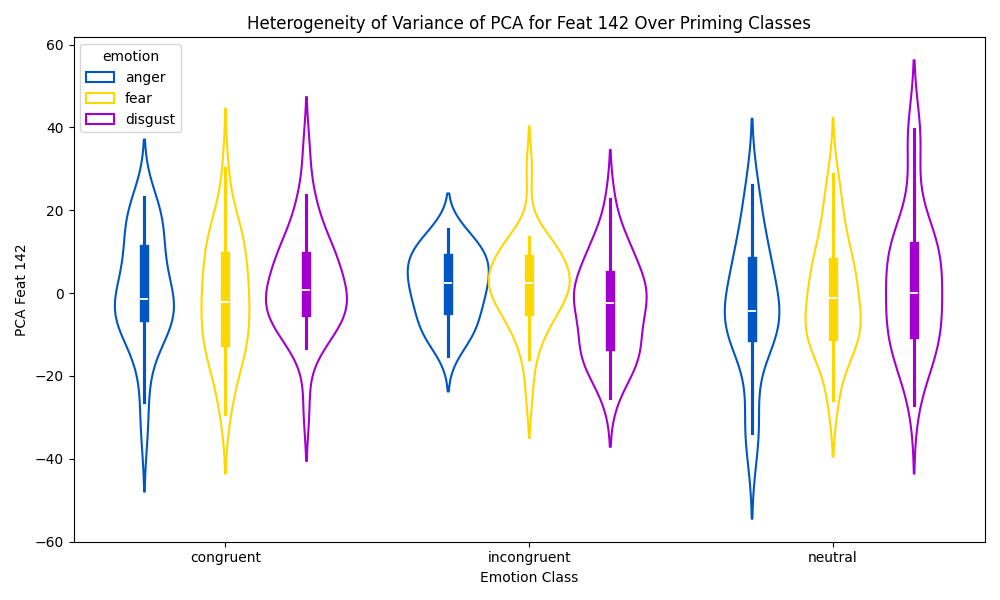 Heterogeneity of Variance of PCA for Feat 142 Over Priming Classes
emotion
anger
fear
disgust
60
40
20
0
−20
−40
−60
PCA Feat 142
congruent
incongruent
neutral
Emotion Class